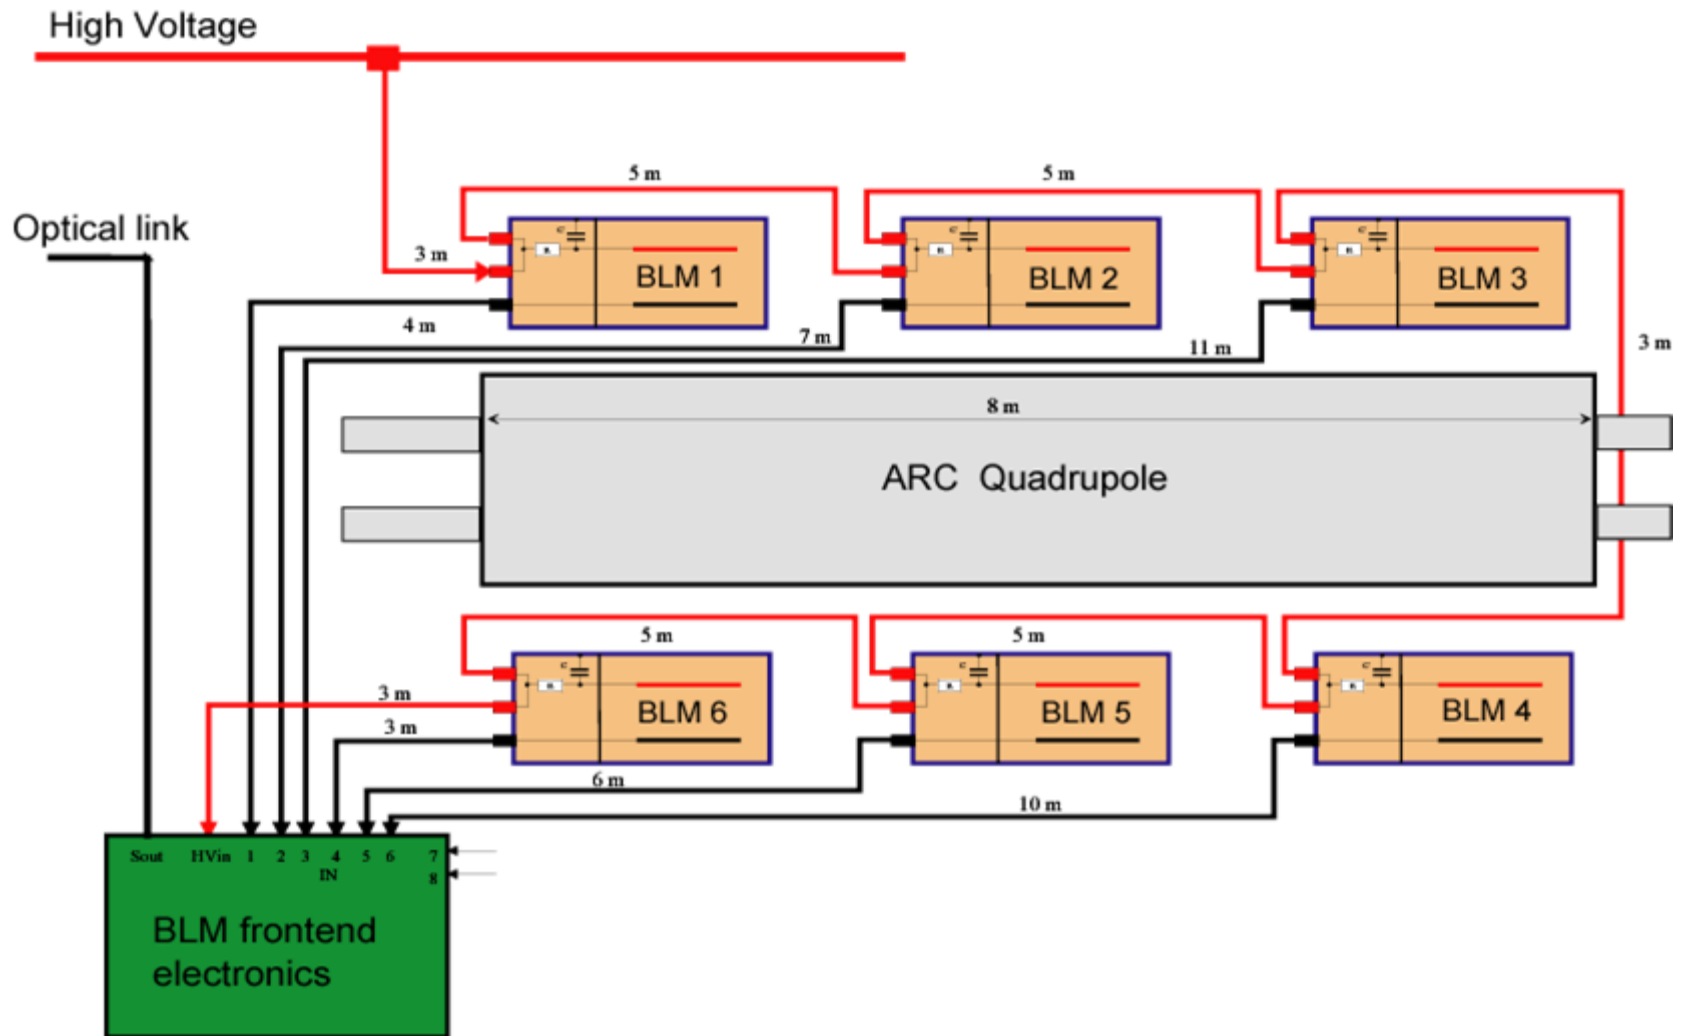 High Voltage
5 m
5 m
Optical link
C
C
C
R
R
R
3 m
BLM 1
BLM 2
BLM 3
4 m
7 m
11 m
3 m
8 m
ARC Quadrupole
5 m
5 m
C
C
C
R
R
R
3 m
BLM 6
BLM 5
BLM 4
3 m
6 m
10 m
Sout HVin 1 2 3 4 5 6 7
IN 8
BLM frontend
electronics